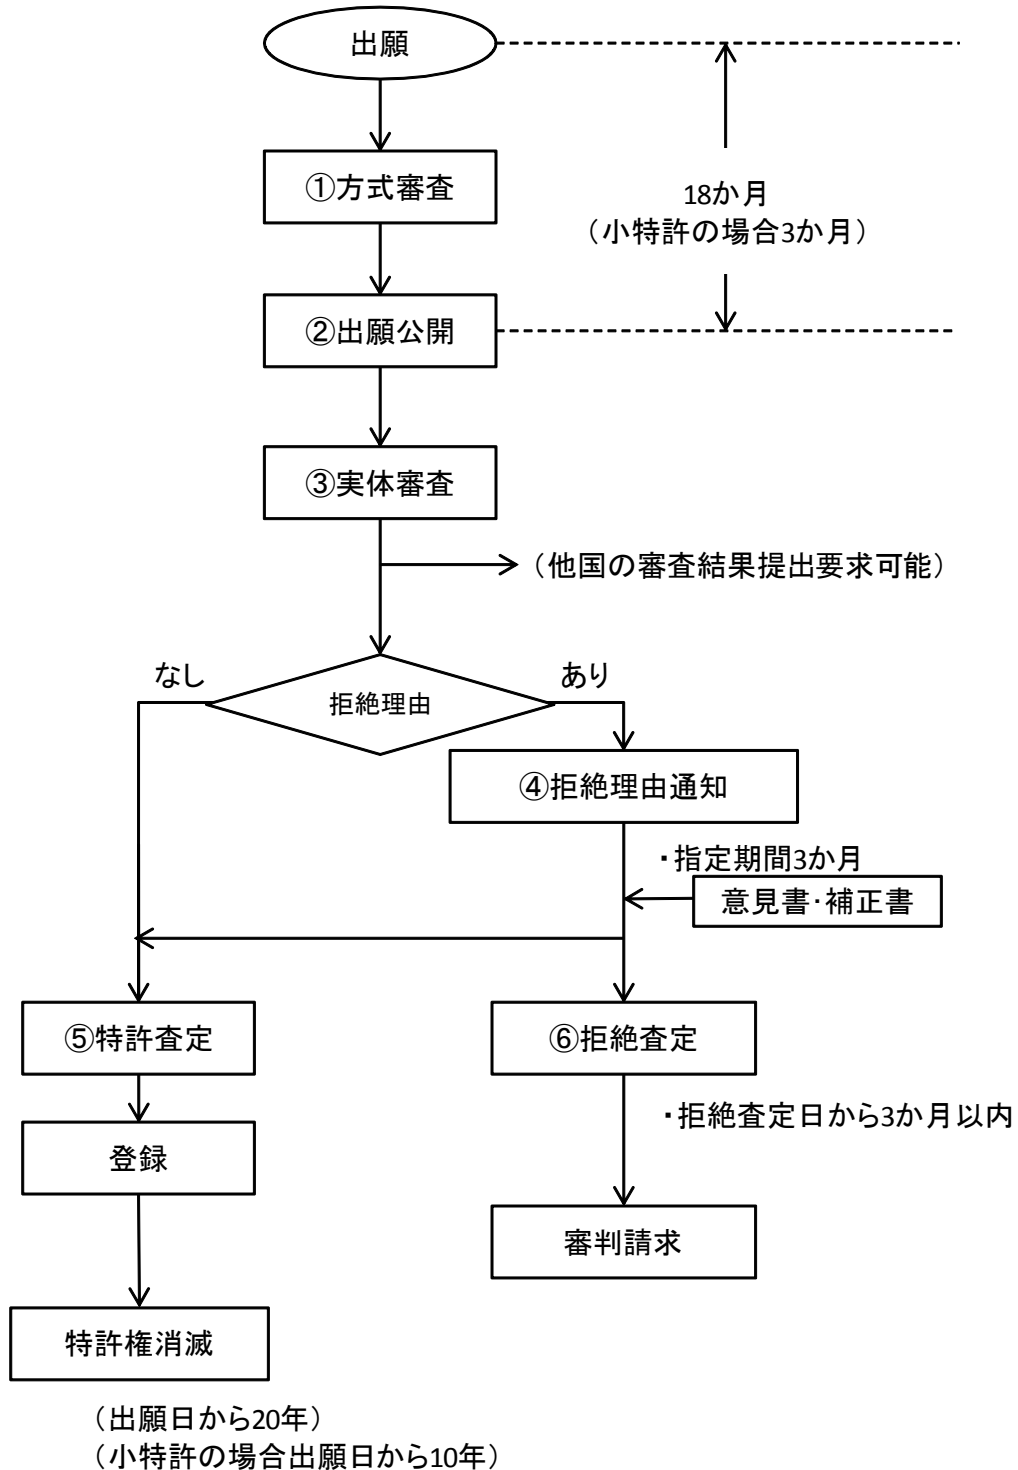 出願
①方式審査
18か月
（小特許の場合3か月）
②出願公開
③実体審査
（他国の審査結果提出要求可能）
なし
あり
拒絶理由
④拒絶理由通知
・指定期間3か月
意見書・補正書
⑤特許査定
⑥拒絶査定
・拒絶査定日から3か月以内
登録
審判請求
特許権消滅
（出願日から20年）
（小特許の場合出願日から10年）